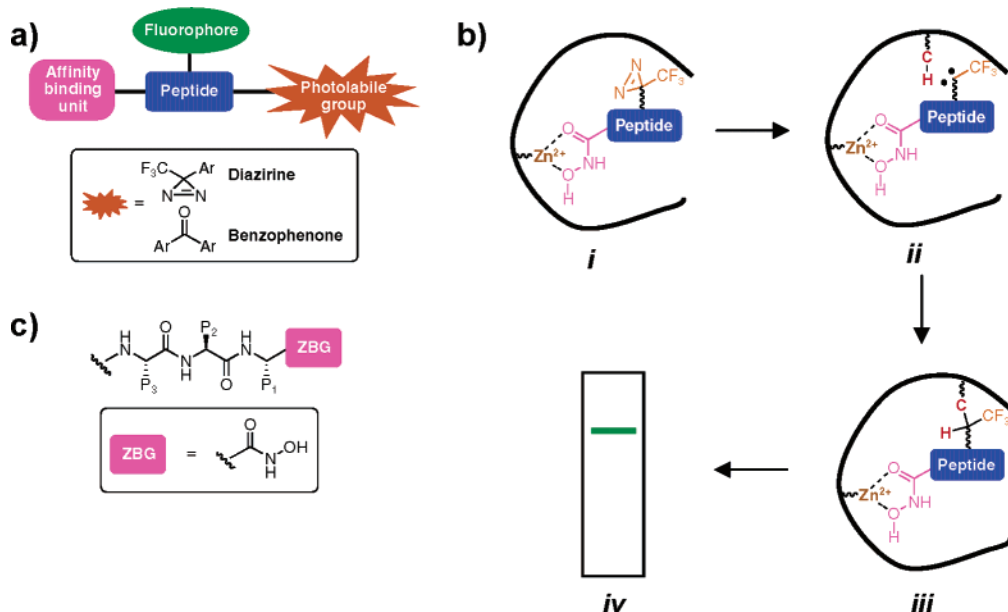 a)
Fluorophore
Affinity
binding
unit
Peptide
Photolabile
group
F3C Ar
N=N
Diazirine
=
O
Ar Ar
Benzophenone
b)
N
N
CF3
Peptide
O
Zn2+
NH
O
H
i
C
H
CF3
Peptide
O
Zn2+
NH
O
H
ii
C
H
CF3
Peptide
O
Zn2+
NH
O
H
iii
iv
c)
H
N
O
P2
H
N
ZBG
P3
N
H
O
P1
ZBG
=
O
N
H
OH